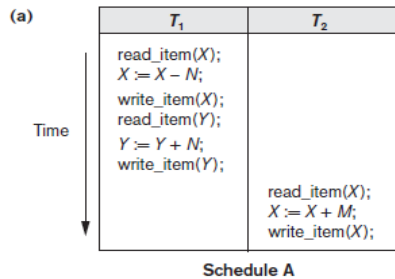 (a)
T1
T2
read_item(X);
X := X – N;
write_item(X);
read_item(Y);
Time
Y := Y + N;
write_item(Y);
read_item(X);
X := X + M;
write_item(X);
Schedule A